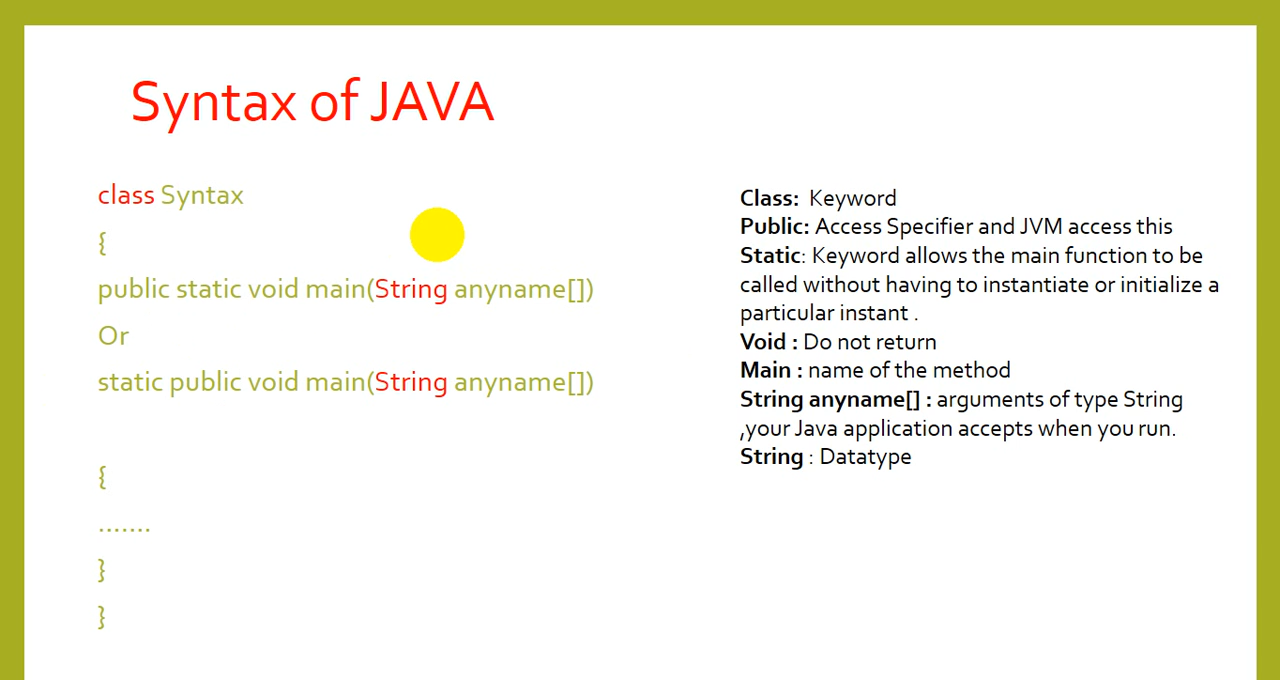 Syntax of JAVA
class Syntax
{
public static void main(String anyname[])
Or
static public void main(String anyname[])
{
.......
}
}
Class:  Keyword
Public: Access Specifier and JVM access this
Static: Keyword allows the main function to be
called without having to instantiate or initialize a
particular instant .
Void : Do not return
Main : name of the method
String anyname[] : arguments of type String
,your Java application accepts when you run.
String : Datatype